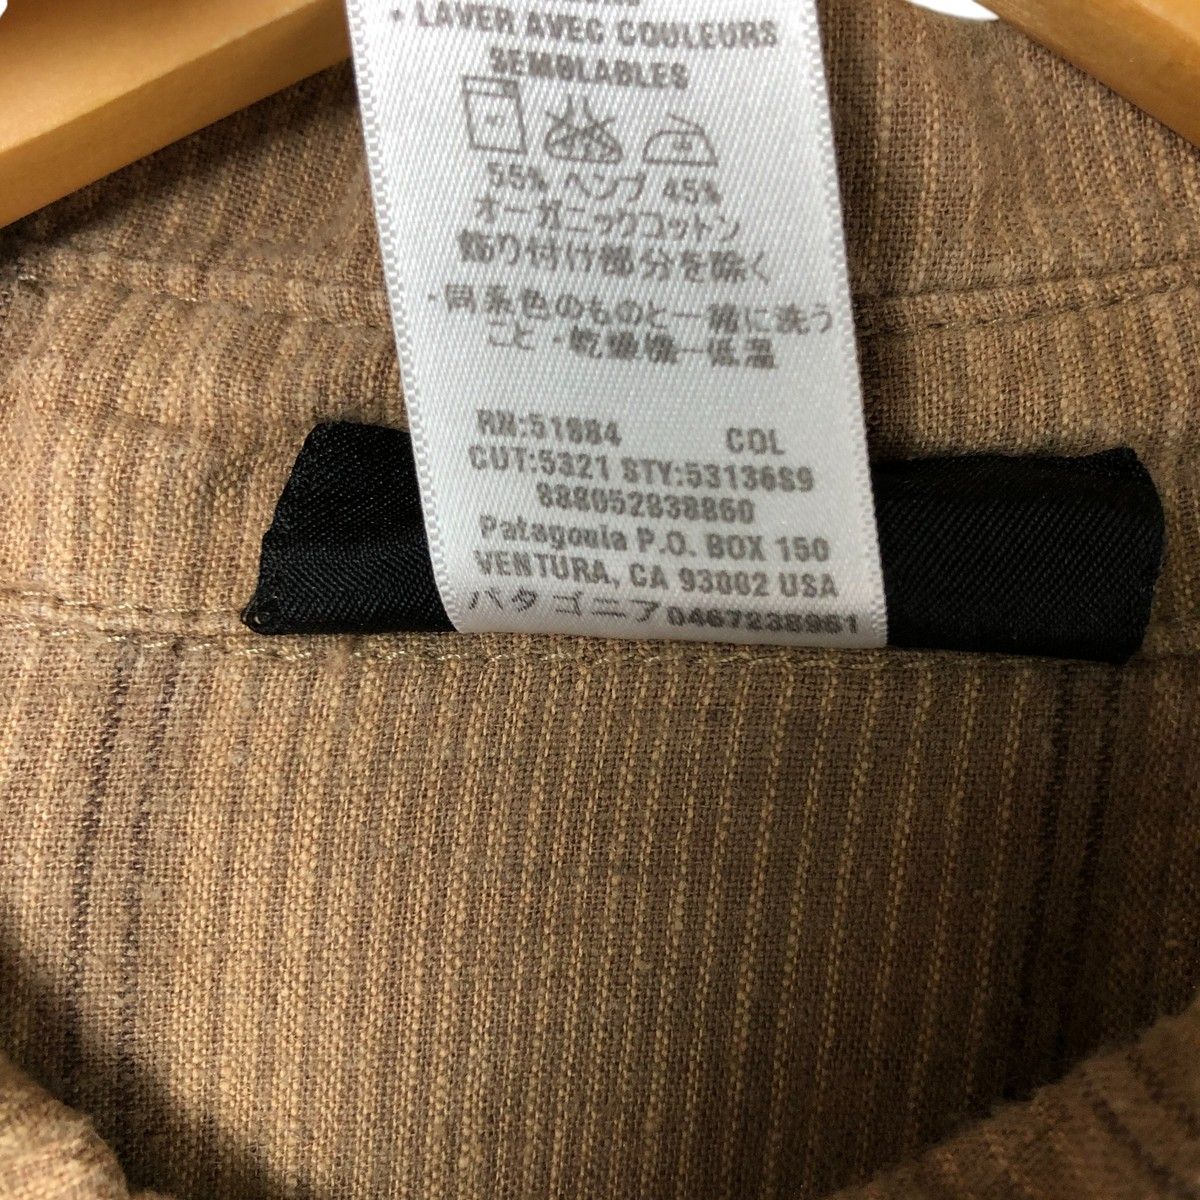 • LAVER AVEC COULEURS
SEMBLABLES
55% ヘンプ 45%
オーガニックコットン
飾り付け部分を除く
・同系色のものと一緒に洗う
こと・乾燥機ー低温
RN:51884 COL
CUT:5321 STY:53136S9
888052838860
Patagonia P.O. BOX 150
VENTURA, CA 93002 USA
パタゴニア0467238961